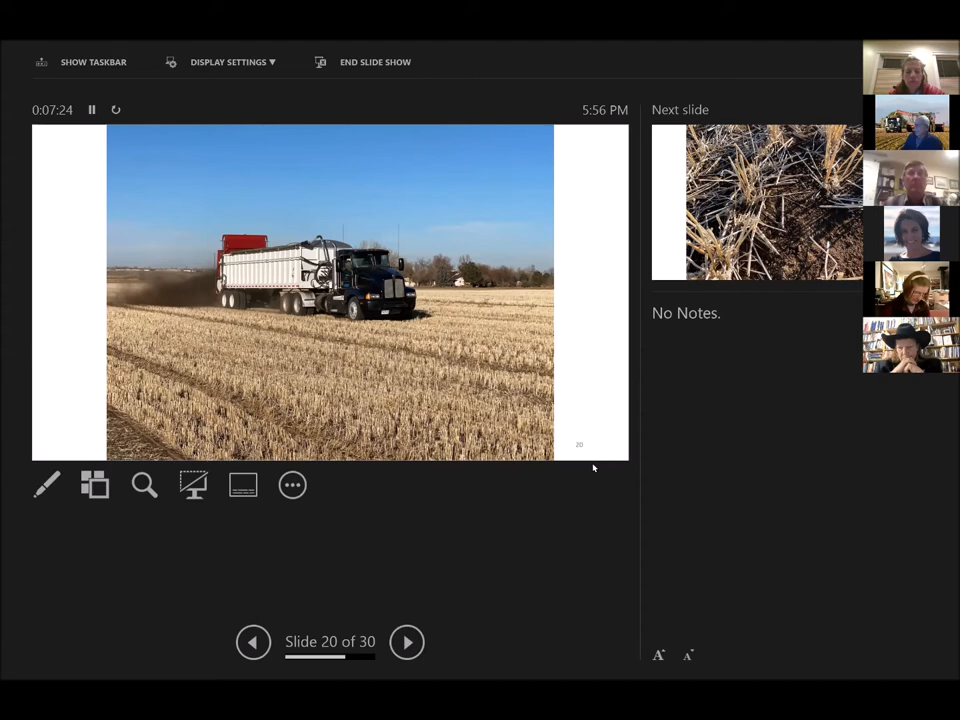 SHOW TASKBAR
DISPLAY SETTINGS ▼
END SLIDE SHOW
0:07:24
5:56 PM
Next slide
No Notes.
20
Slide 20 of 30
A
A